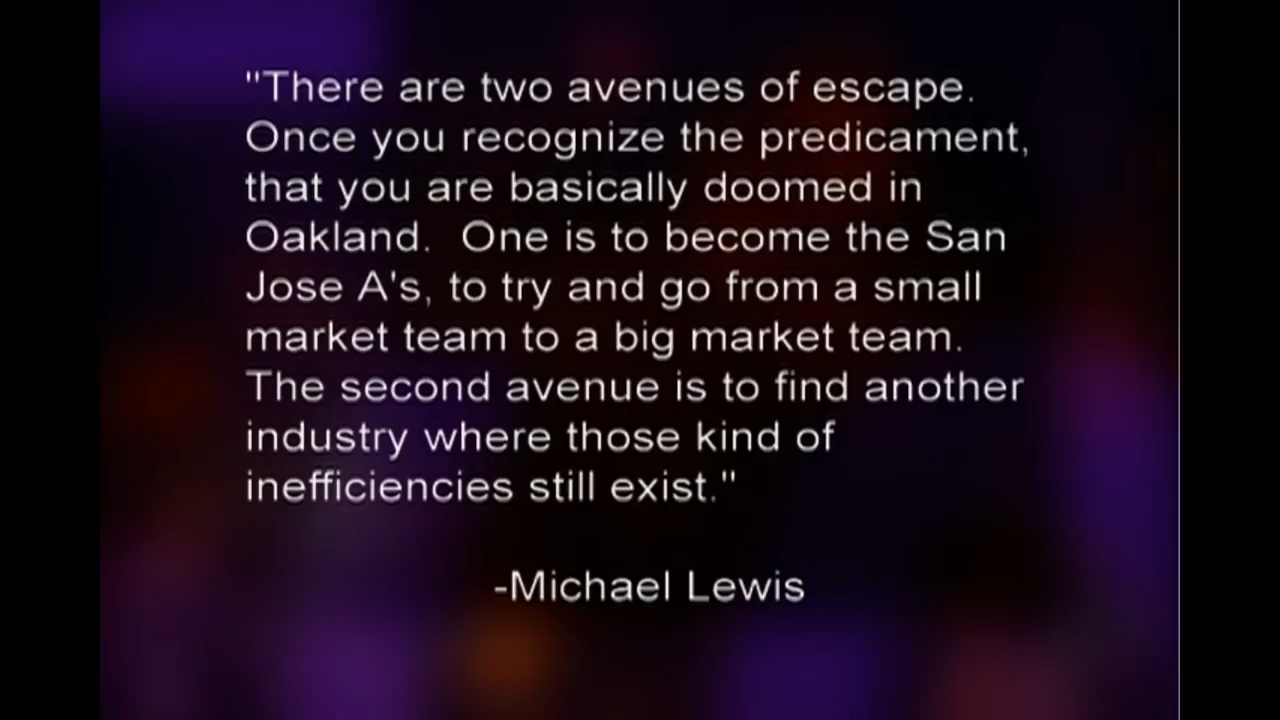 "There are two avenues of escape.
Once you recognize the predicament,
that you are basically doomed in
Oakland.  One is to become the San
Jose A's, to try and go from a small
market team to a big market team.
The second avenue is to find another
industry where those kind of
inefficiencies still exist."
-Michael Lewis